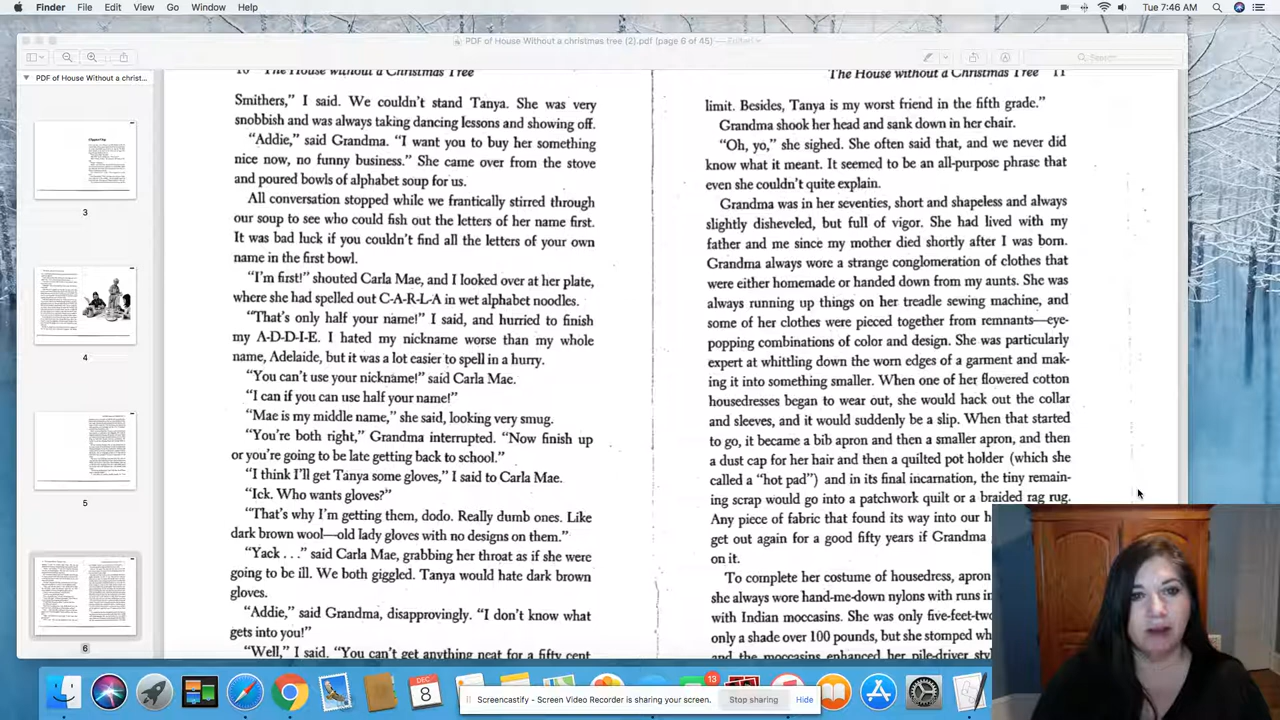 Finder File Edit View Go Window Help
Tue 7:46 AM
PDF of House Without a christmas tree (2).pdf (page 6 of 45) — Edited
Search
PDF of House Without a christ...
3
4
5
6
10 The House without a Christmas Tree
Smithers,” I said. We couldn’t stand Tanya. She was very
snobbish and was always taking dancing lessons and showing off.
“Addie,” said Grandma. “I want you to buy her something
nice now, no funny business.” She came over from the stove
and poured bowls of alphabet soup for us.
All conversation stopped while we frantically stirred through
our soup to see who could fish out the letters of her name first.
It was bad luck if you couldn’t find all the letters of your own
name in the first bowl.
“I’m first!” shouted Carla Mae, and I looked over at her plate,
where she had spelled out C-A-R-L-A in wet alphabet noodles.
“That’s only half your name!” I said, and hurried to finish
my A-D-D-I-E. I hated my nickname worse than my whole
name, Adelaide, but it was a lot easier to spell in a hurry.
“You can’t use your nickname!” said Carla Mae.
“I can if you can use half your name!”
“Mae is my middle name,” she said, looking very smug.
“You’re both right,” Grandma interrupted. “Now finish up
or you’re going to be late getting back to school.”
“I think I’ll get Tanya some gloves,” I said to Carla Mae.
“Ick. Who wants gloves?”
“That’s why I’m getting them, dodo. Really dumb ones. Like
dark brown wool—old lady gloves with no designs on them.”
“Yack . . .” said Carla Mae, grabbing her throat as if she were
going to be ill. We both giggled. Tanya would hate dark brown
gloves.
“Addie,” said Grandma, disapprovingly. “I don’t know what
gets into you!”
“Well,” I said. “You can’t get anything neat for a fifty cent
The House without a Christmas Tree 11
limit. Besides, Tanya is my worst friend in the fifth grade.”
Grandma shook her head and sank down in her chair.
“Oh, yo,” she sighed. She often said that, and we never did
know what it meant. It seemed to be an all-purpose phrase that
even she couldn’t quite explain.
Grandma was in her seventies, short and shapeless and always
slightly disheveled, but full of vigor. She had lived with my
father and me since my mother died shortly after I was born.
Grandma always wore a strange conglomeration of clothes that
were either homemade or handed down from my aunts. She was
always running up things on her treadle sewing machine, and
some of her clothes were pieced together from remnants—eye-
popping combinations of color and design. She was particularly
expert at whittling down the worn edges of a garment and mak-
ing it into something smaller. When one of her flowered cotton
housedresses began to wear out, she would hack out the collar
and sleeves, and it would suddenly be a slip. When that started
to go, it became a bib apron and then a smaller apron, and then
a dust cap for her hair and then a quilted pot holder (which she
called a “hot pad”) and in its final incarnation, the tiny remain-
ing scrap would go into a patchwork quilt or a braided rag rug.
Any piece of fabric that found its way into our h
get out again for a good fifty years if Grandma
on it.
To complete her costume of housedress, apron
she always wore hand-me-down nylons with runs in
with Indian moccasins. She was only five-feet-two
only a shade over 100 pounds, but she stomped wh
and the moccasins enhanced her pile-driver styl
DEC
8
13
Screencastify - Screen Video Recorder is sharing your screen.
Stop sharing
Hide